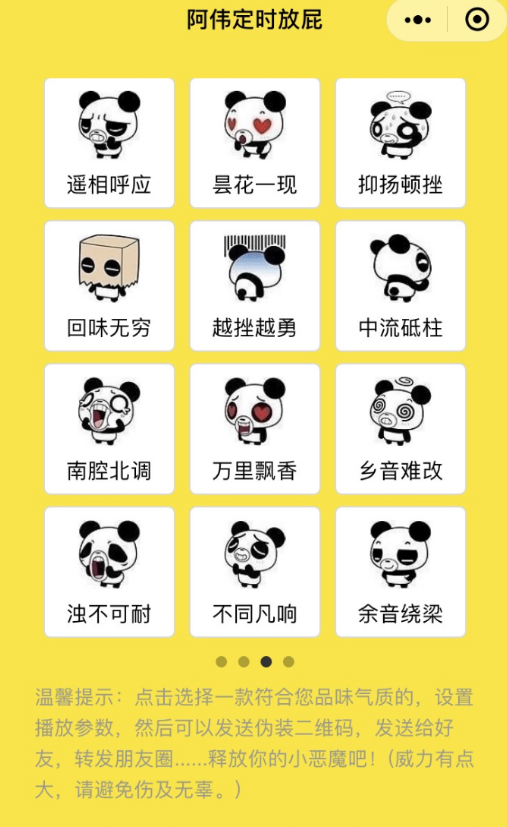 阿伟定时放屁
遥相呼应
昙花一现
抑扬顿挫
回味无穷
越挫越勇
中流砥柱
南腔北调
万里飘香
乡音难改
浊不可耐
不同凡响
余音绕梁
温馨提示：点击选择一款符合您品味气质的，设置
播放参数，然后可以发送伪装二维码，发送给好
友，转发朋友圈......释放你的小恶魔吧！(威力有点
大，请避免伤及无辜。)